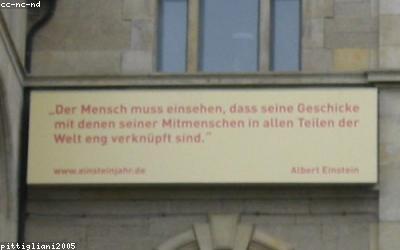 cc-nc-nd
„Der Mensch muss einsehen, dass seine Geschicke
mit denen seiner Mitmenschen in allen Teilen der
Welt eng verknüpft sind.“
www.einsteinjahr.de Albert Einstein
pittigliani2005